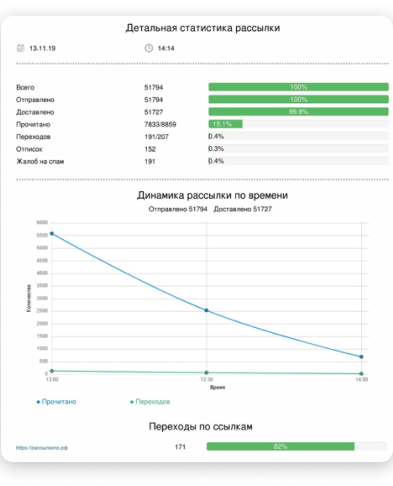 Детальная статистика рассылки
13.11.19 14:14
Всего 51794 100%
Отправлено 51794 100%
Доставлено 51727 99.9%
Прочитано 7833/8859 15.1%
Переходов 191/207 0.4%
Отписок 152 0.3%
Жалоб на спам 191 0.4%
Динамика рассылки по времени
Отправлено 51794 Доставлено 51727
6000
5500
5000
4500
4000
3500
3000
2500
2000
1500
1000
500
0
Количество
13:00 13:30 14:00
Время
Прочитано Переходов
Переходы по ссылкам
171 82%